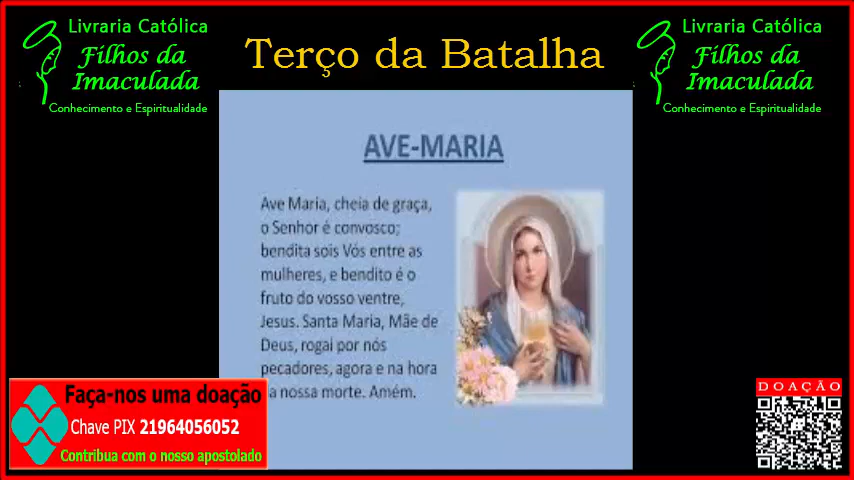 Livraria Católica
Filhos da
Imaculada
Conhecimento e Espiritualidade
Terço da Batalha
Livraria Católica
Filhos da
Imaculada
Conhecimento e Espiritualidade
AVE-MARIA
Ave Maria, cheia de graça,
o Senhor é convosco;
bendita sois Vós entre as
mulheres, e bendito é o
fruto do vosso ventre,
Jesus. Santa Maria, Mãe de
Deus, rogai por nós
pecadores, agora e na hora
a nossa morte. Amém.
Faça-nos uma doação
Chave PIX 21964056052
Contribua com o nosso apostolado
DOAÇÃO